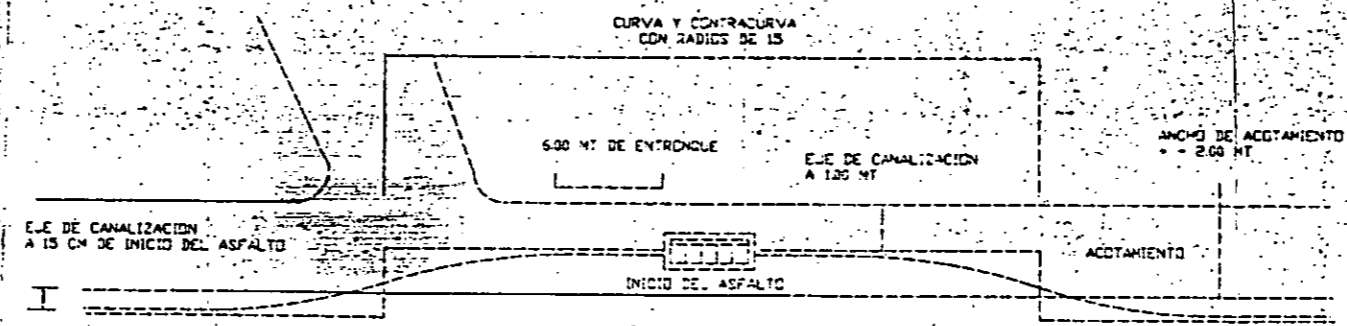 CURVA Y CONTRACURVA
CON RADIOS DE 15
6.00 MT DE ENTRONQUE
EJE DE CANALIZACION
A 1.00 MT
ANCHO DE ACOTAMIENTO
+ - 2.60 MT
EJE DE CANALIZACION
A 15 CM DE INICIO DEL ASFALTO
ACOTAMIENTO
INICIO DEL ASFALTO